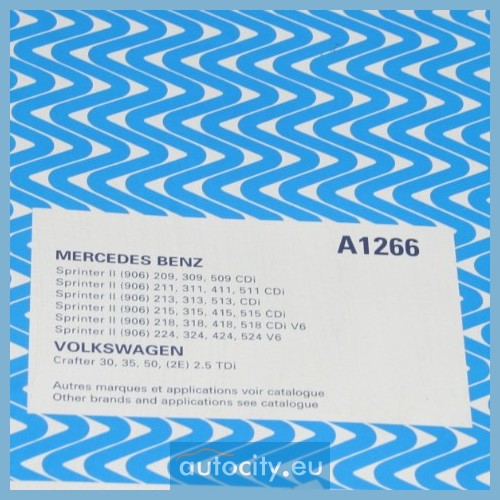 A1266
MERCEDES BENZ
Sprinter II (906) 209, 309, 509 CDi
Sprinter II (906) 211, 311, 411, 511 CDi
Sprinter II (906) 213, 313, 513, CDi
Sprinter II (906) 215, 315, 415, 515 CDi
Sprinter II (906) 218, 318, 418, 518 CDi V6
Sprinter II (906) 224, 324, 424, 524 V6
VOLKSWAGEN
Crafter 30, 35, 50, (2E) 2.5 TDi
Autres marques et applications voir catalogue
Other brands and applications see catalogue
autocity.eu